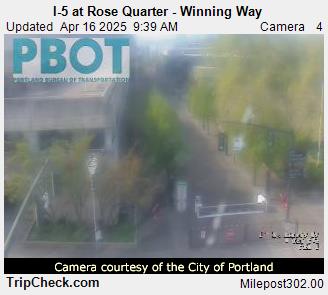 I-5 at Rose Quarter - Winning Way
Updated Apr 16 2025 9:39 AM Camera 4
PBOT
PORTLAND BUREAU OF TRANSPORTATION
Camera courtesy of the City of Portland
TripCheck.com Milepost302.00